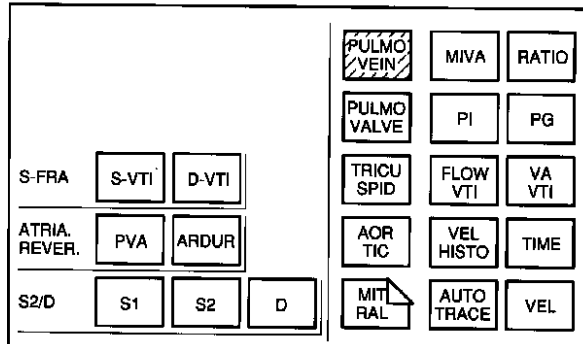 PULMO
VEIN
MIVA
RATIO
PULMO
VALVE
PI
PG
S-FRA
S-VTI
D-VTI
TRICU
SPID
FLOW
VTI
VA
VTI
ATRIA.
REVER.
PVA
ARDUR
AOR
TIC
VEL
HISTO
TIME
S2/D
S1
S2
D
MIT
RAL
AUTO
TRACE
VEL